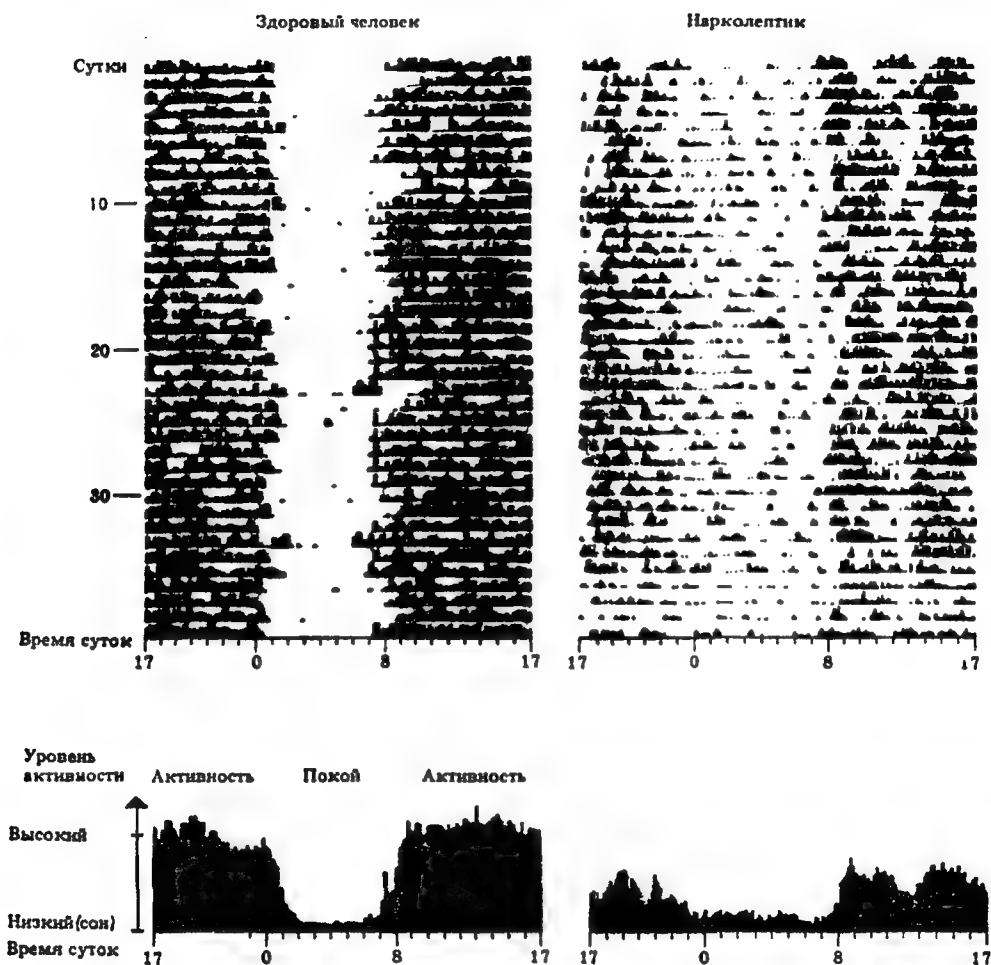 Здоровый человек
Нарколептик
Сутки
10
20
30
Время суток
17 0 8 17
17 0 8 17
Уровень
активности
Активность Покой Активность
Высокий
Низкий (сон)
Время суток
17 0 8 17
17 0 8 17